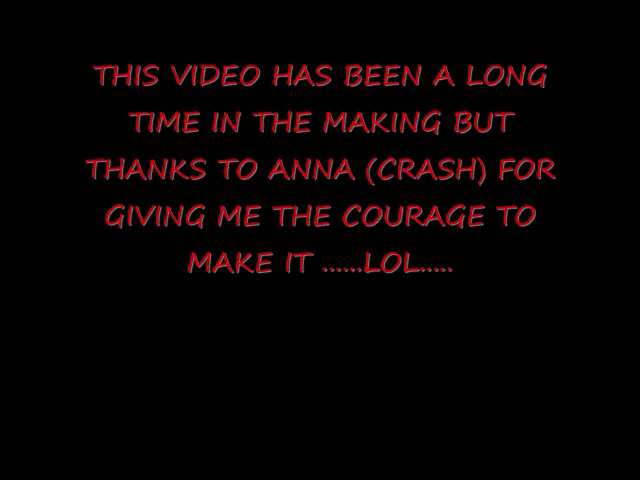 THIS VIDEO HAS BEEN A LONG
TIME IN THE MAKING BUT
THANKS TO ANNA (CRASH) FOR
GIVING ME THE COURAGE TO
MAKE IT ......LOL.....